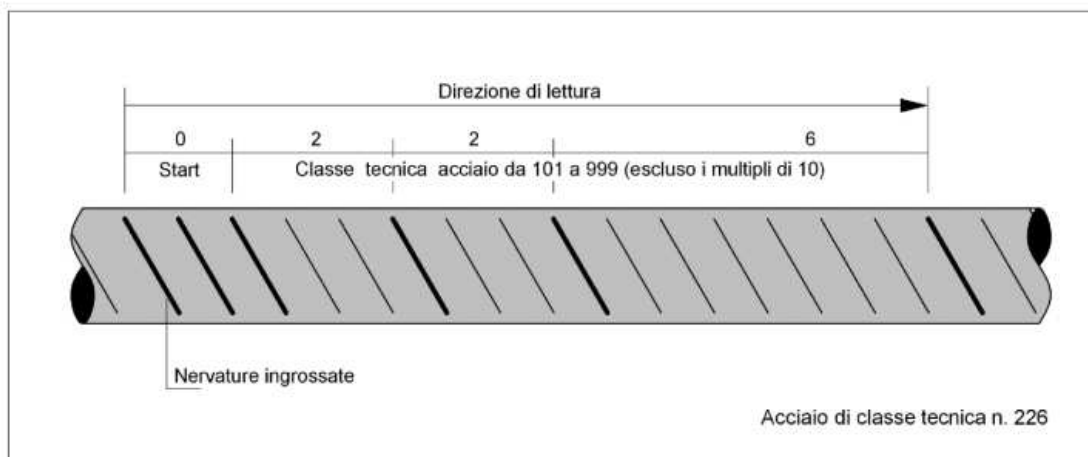 Direzione di lettura
0 2 2 6
Start Classe tecnica acciaio da 101 a 999 (escluso i multipli di 10)
Nervature ingrossate
Acciaio di classe tecnica n. 226